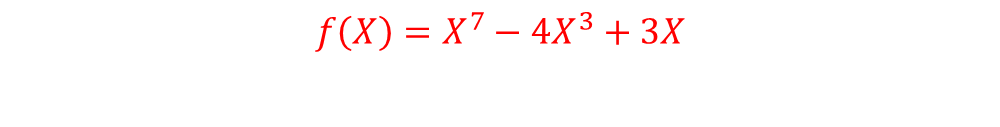 f(X) = X⁷ − 4X³ + 3X